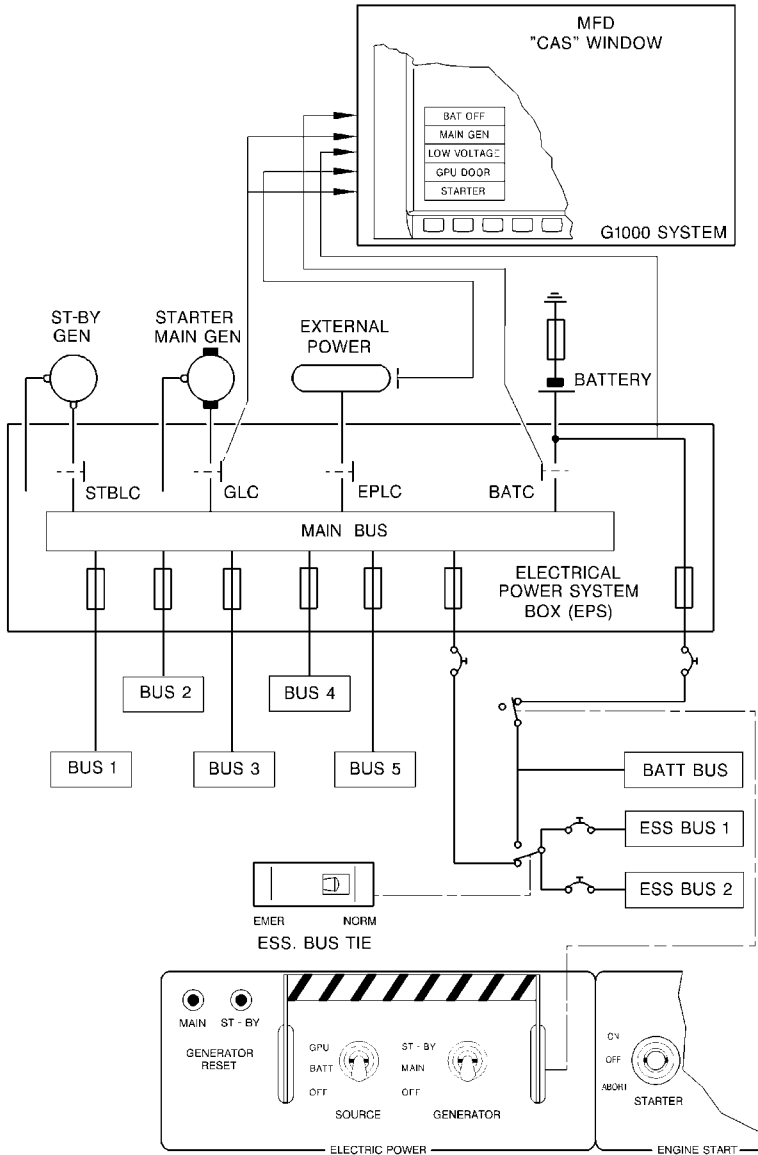 MFD
"CAS" WINDOW
BAT OFF
MAIN GEN
LOW VOLTAGE
GPU DOOR
STARTER
G1000 SYSTEM
ST-BY
GEN
STARTER
MAIN GEN
EXTERNAL
POWER
BATTERY
STBLC
GLC
EPLC
BATC
MAIN BUS
ELECTRICAL
POWER SYSTEM
BOX (EPS)
BUS 2
BUS 4
BUS 1
BUS 3
BUS 5
BATT BUS
ESS BUS 1
ESS BUS 2
EMER
NORM
ESS. BUS TIE
MAIN
ST - BY
GENERATOR
RESET
GPU
BATT
OFF
SOURCE
ST - BY
MAIN
OFF
GENERATOR
ELECTRIC POWER
ON
OFF
ABORT
STARTER
ENGINE START